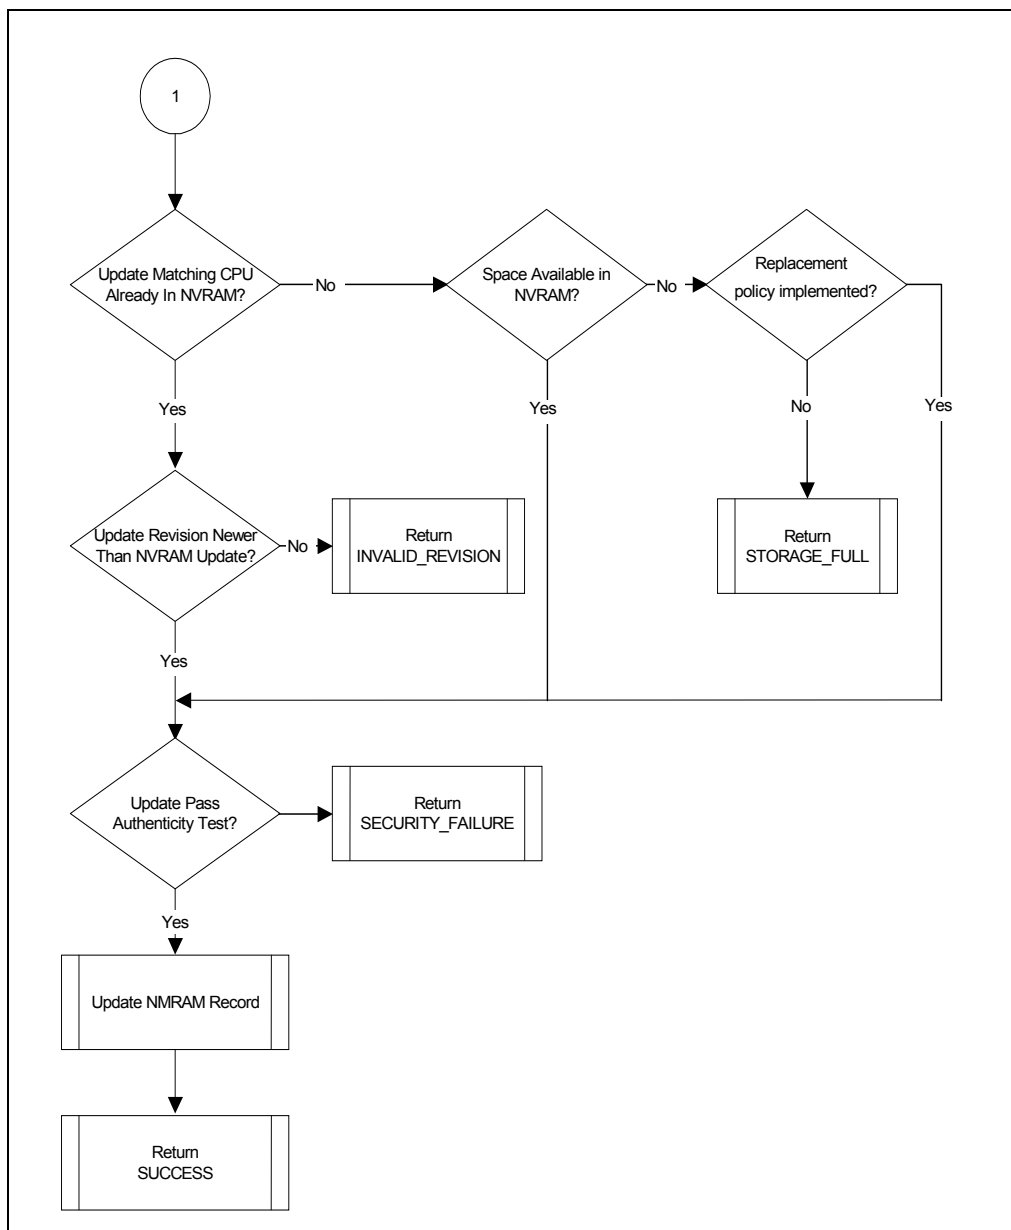 1
Update Matching CPU
Already In NVRAM?
No
Space Available in
NVRAM?
No
Replacement
policy implemented?
Yes
Yes
No
Yes
Update Revision Newer
Than NVRAM Update?
No
Return
INVALID_REVISION
Return
STORAGE_FULL
Yes
Update Pass
Authenticity Test?
Return
SECURITY_FAILURE
Yes
Update NMRAM Record
Return
SUCCESS